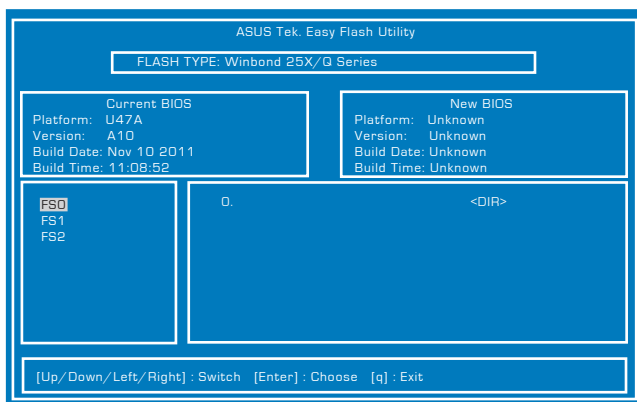 ASUS Tek. Easy Flash Utility
FLASH TYPE: Winbond 25X/Q Series
Current BIOS
Platform: U47A
Version: A10
Build Date: Nov 10 2011
Build Time: 11:08:52
New BIOS
Platform: Unknown
Version: Unknown
Build Date: Unknown
Build Time: Unknown
FS0
FS1
FS2
0. <DIR>
[Up/Down/Left/Right] : Switch [Enter] : Choose [q] : Exit